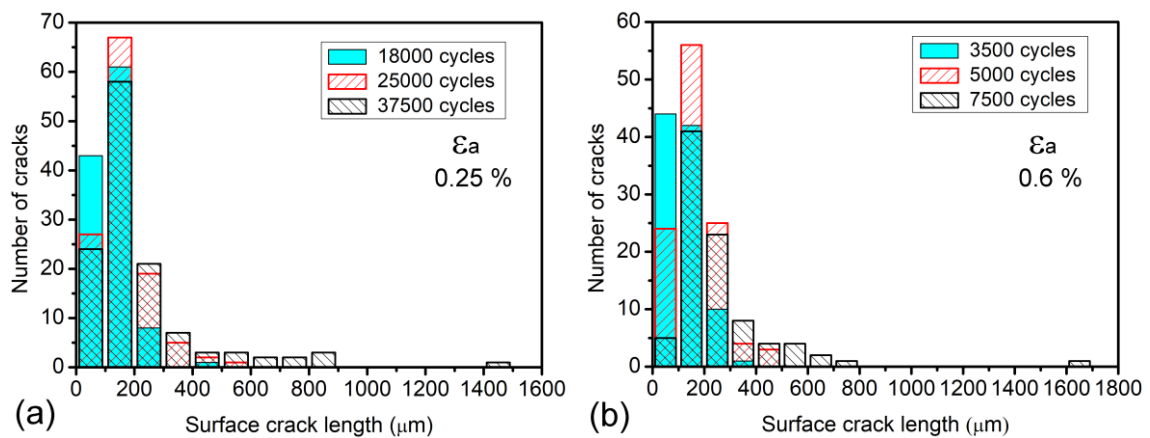 70
60
50
40
30
20
10
0
Number of cracks
18000 cycles
25000 cycles
37500 cycles
εa
0.25 %
0 200 400 600 800 1000 1200 1400 1600
Surface crack length (μm)
(a)
60
50
40
30
20
10
0
Number of cracks
3500 cycles
5000 cycles
7500 cycles
εa
0.6 %
0 200 400 600 800 1000 1200 1400 1600 1800
Surface crack length (μm)
(b)